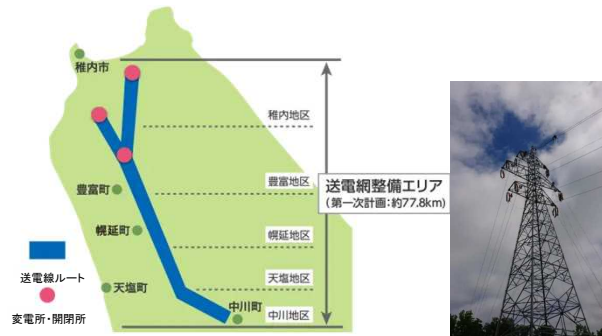 稚内市
稚内地区
豊富地区
豊富町
送電網整備エリア
(第一次計画:約77.8km)
幌延町
幌延地区
天塩地区
天塩町
中川町
中川地区
送電線ルート
変電所・開閉所